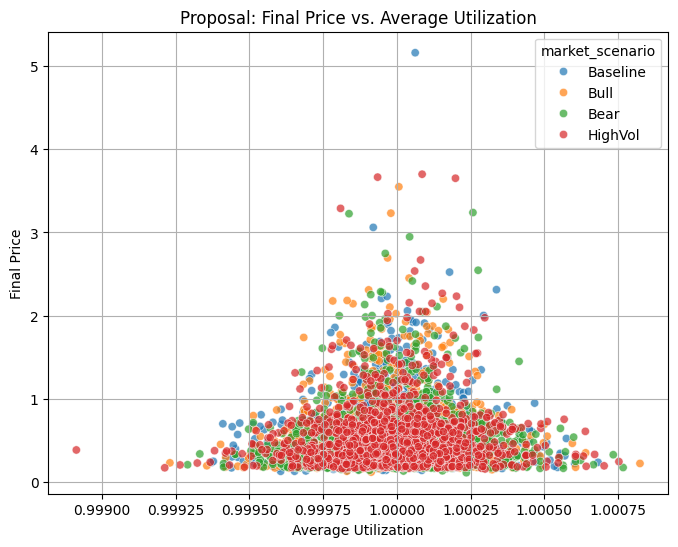 Proposal: Final Price vs. Average Utilization
market_scenario
Baseline
Bull
Bear
HighVol
Final Price
5
4
3
2
1
0
0.99900 0.99925 0.99950 0.99975 1.00000 1.00025 1.00050 1.00075
Average Utilization